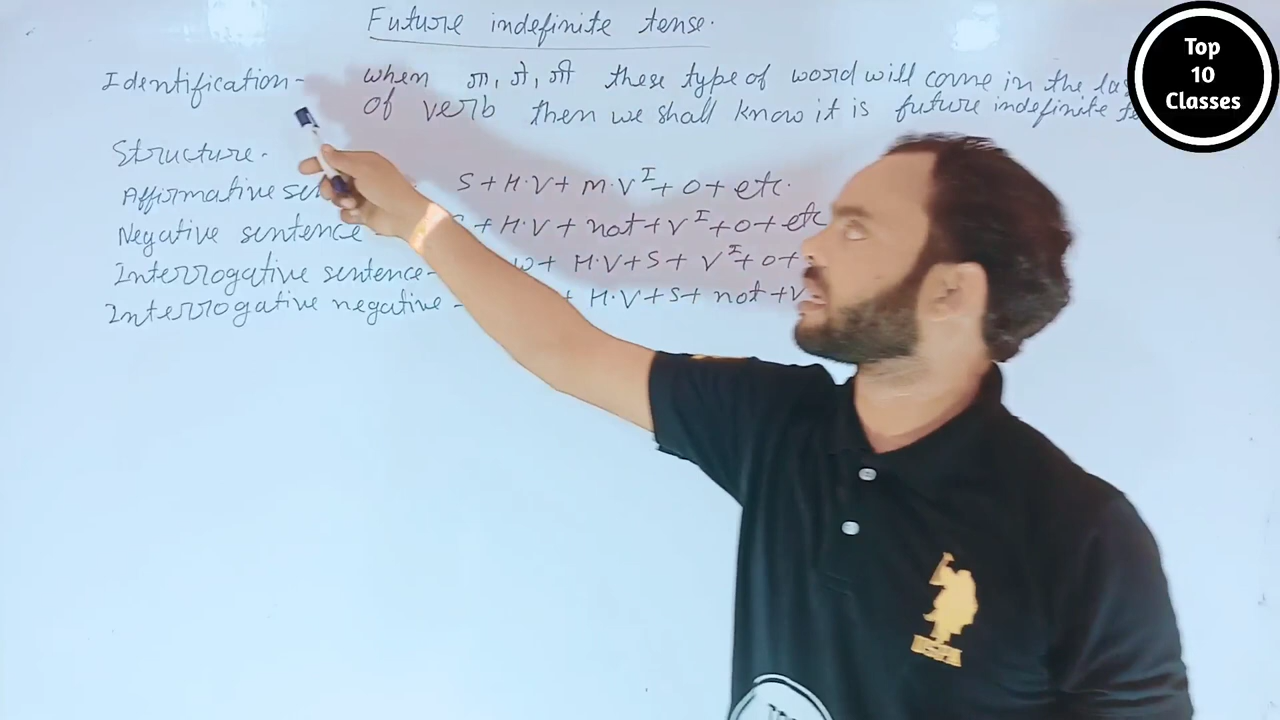 Future indefinite tense.
Identification- when गा, गे, गी these type of word will come in the
of verb then we shall know it is future indefinite
Structure.
Affirmative S+H.V+ M.V I+ O+ etc.
Negative sentence + H.V + not + V I + O + etc
Interrogative sentence- + H.V + S + V I + O +
Interrogative negative - + H.V + S + not + V
Top
10
Classes